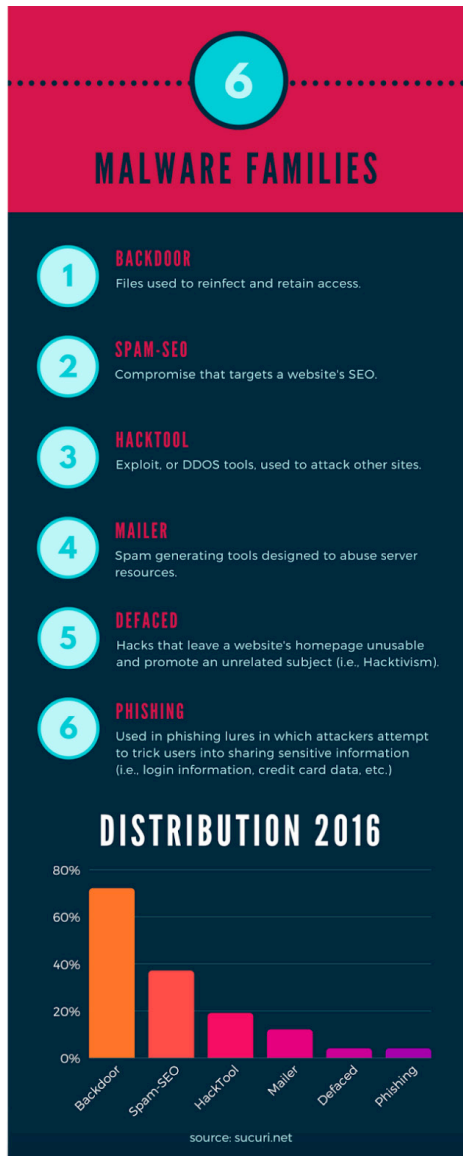 6
MALWARE FAMILIES
1
BACKDOOR
Files used to reinfect and retain access.
2
SPAM-SEO
Compromise that targets a website's SEO.
3
HACKTOOL
Exploit, or DDOS tools, used to attack other sites.
4
MAILER
Spam generating tools designed to abuse server
resources.
5
DEFACED
Hacks that leave a website's homepage unusable
and promote an unrelated subject (i.e., Hacktivism).
6
PHISHING
Used in phishing lures in which attackers attempt
to trick users into sharing sensitive information
(i.e., login information, credit card data, etc.)
DISTRIBUTION 2016
80%
60%
40%
20%
0%
Backdoor
Spam-SEO
HackTool
Mailer
Defaced
Phishing
source: sucuri.net